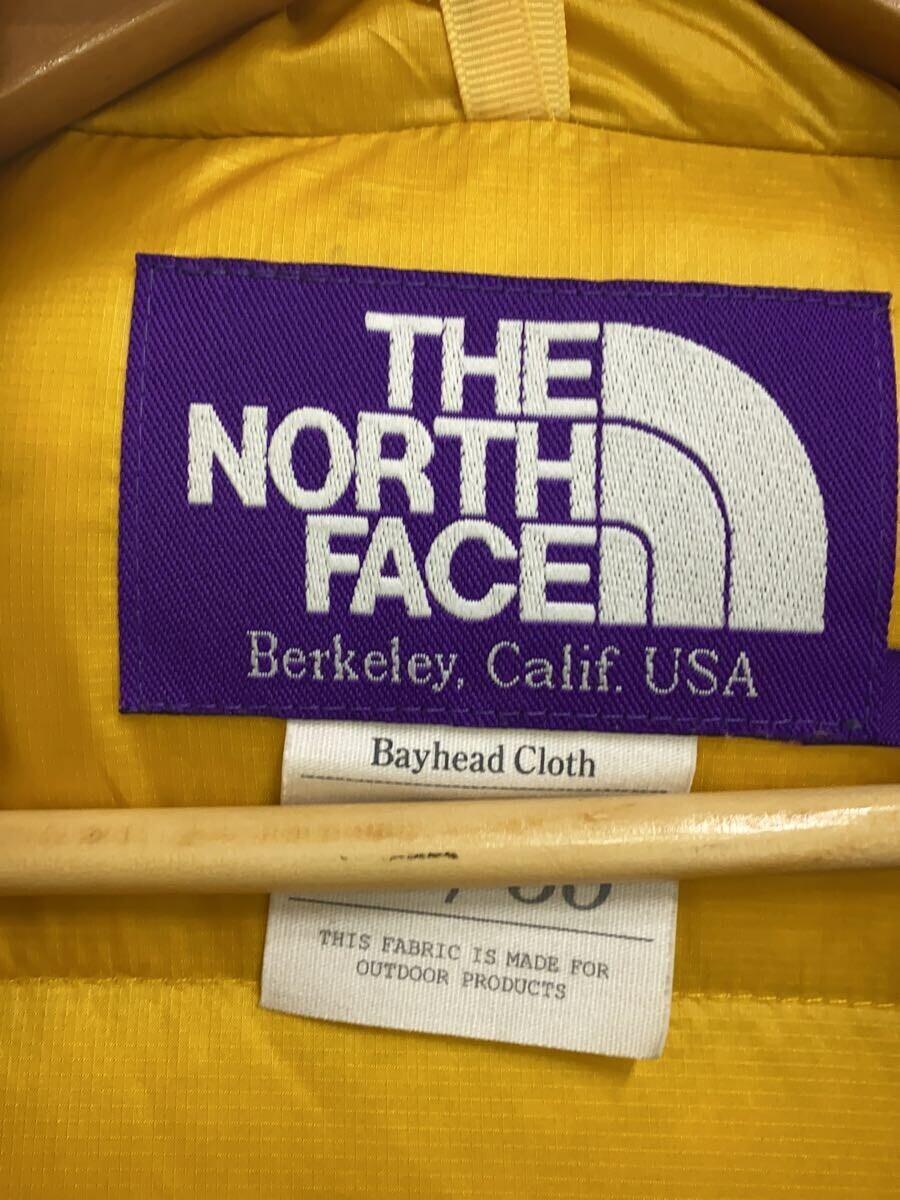 THE
NORTH
FACE
Berkeley, Calif. USA
Bayhead Cloth
THIS FABRIC IS MADE FOR
OUTDOOR PRODUCTS